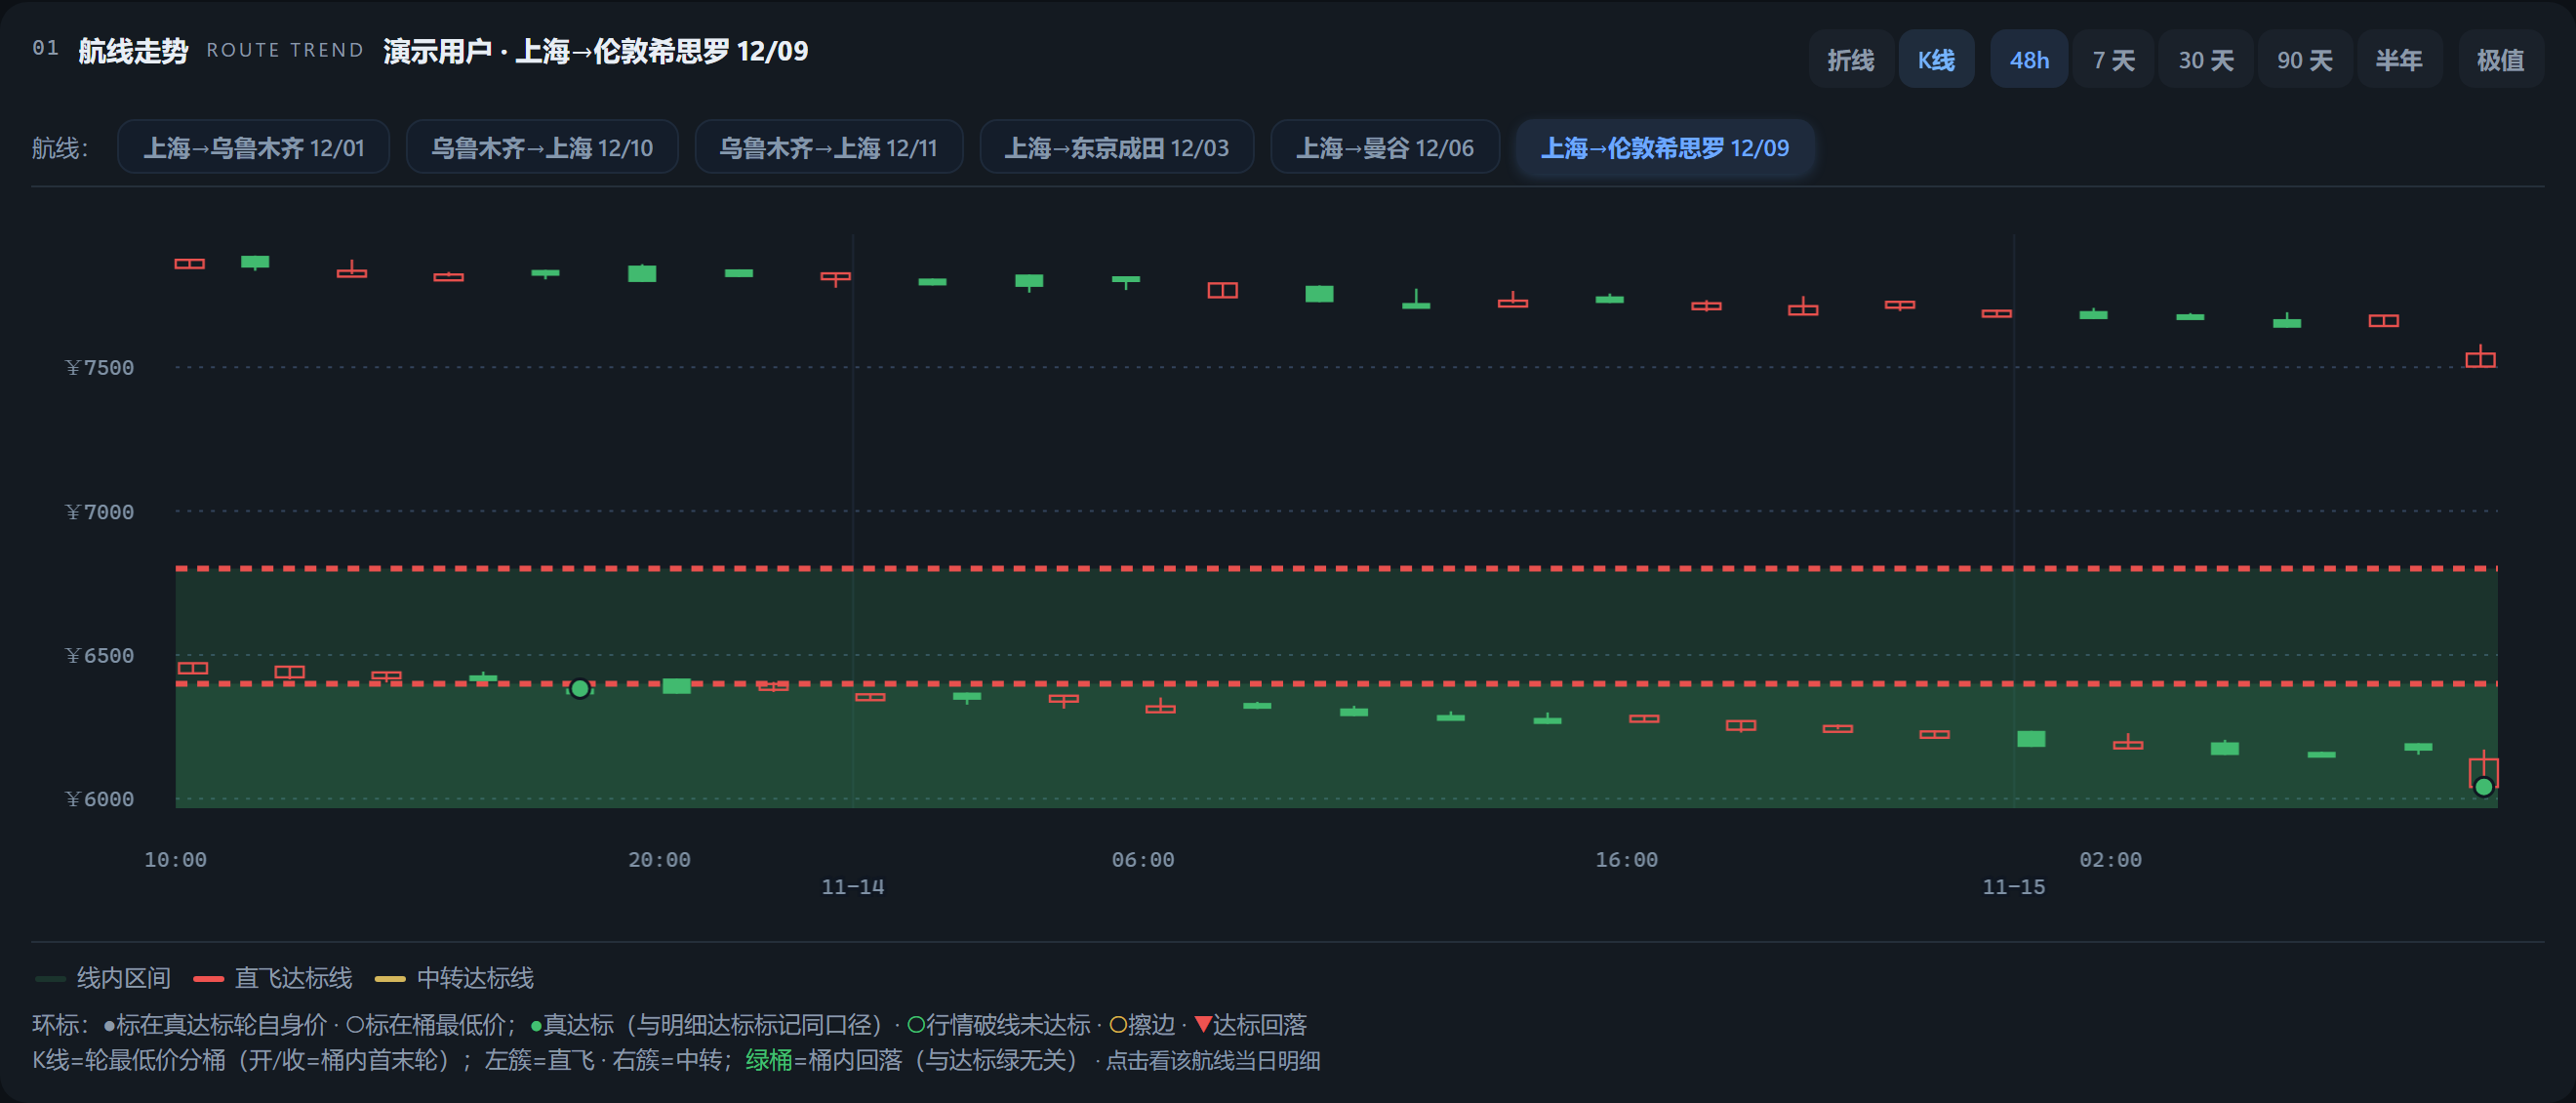 01 航线走势 ROUTE TREND 演示用户 · 上海→伦敦希思罗 12/09
折线 K线 48h 7 天 30 天 90 天 半年 极值
航线： 上海→乌鲁木齐 12/01 乌鲁木齐→上海 12/10 乌鲁木齐→上海 12/11 上海→东京成田 12/03 上海→曼谷 12/06 上海→伦敦希思罗 12/09
¥7500
¥7000
¥6500
¥6000
10:00 20:00 06:00 16:00 02:00
11-14 11-15
线内区间 直飞达标线 中转达标线
环标：●标在真达标轮自身价 · ○标在桶最低价；●真达标（与明细达标标记同口径）· ○行情破线未达标 · ○擦边 · ▼达标回落
K线=轮最低价分桶（开/收=桶内首末轮）；左簇=直飞 · 右簇=中转；绿桶=桶内回落（与达标绿无关） · 点击看该航线当日明细